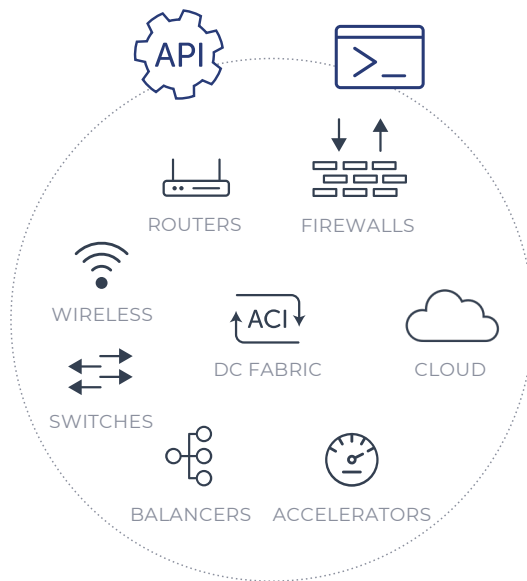 API
>_
ROUTERS
FIREWALLS
WIRELESS
ACI
DC FABRIC
CLOUD
SWITCHES
BALANCERS
ACCELERATORS